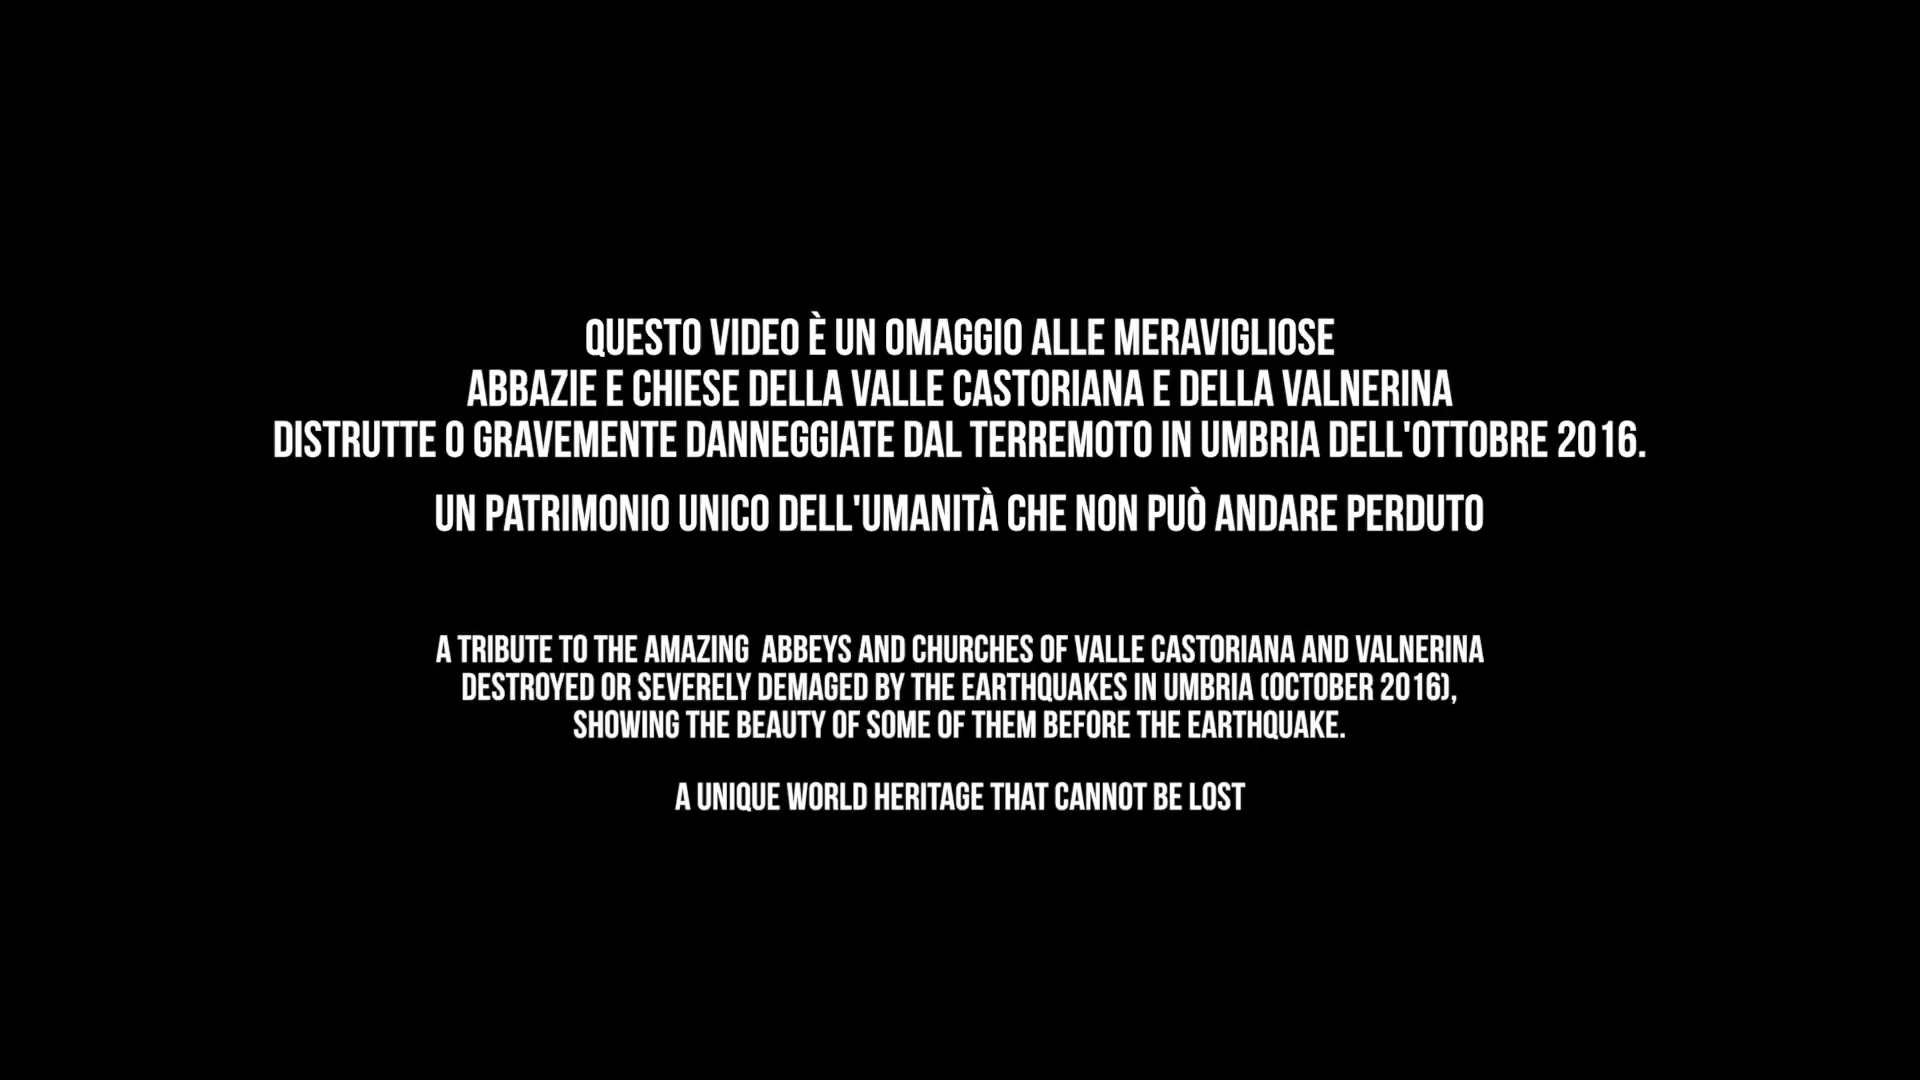 QUESTO VIDEO È UN OMAGGIO ALLE MERAVIGLIOSE
ABBAZIE E CHIESE DELLA VALLE CASTORIANA E DELLA VALNERINA
DISTRUTTE O GRAVEMENTE DANNEGGIATE DAL TERREMOTO IN UMBRIA DELL'OTTOBRE 2016.
UN PATRIMONIO UNICO DELL'UMANITÀ CHE NON PUÒ ANDARE PERDUTO
A TRIBUTE TO THE AMAZING  ABBEYS AND CHURCHES OF VALLE CASTORIANA AND VALNERINA
DESTROYED OR SEVERELY DEMAGED BY THE EARTHQUAKES IN UMBRIA (OCTOBER 2016),
SHOWING THE BEAUTY OF SOME OF THEM BEFORE THE EARTHQUAKE.
A UNIQUE WORLD HERITAGE THAT CANNOT BE LOST